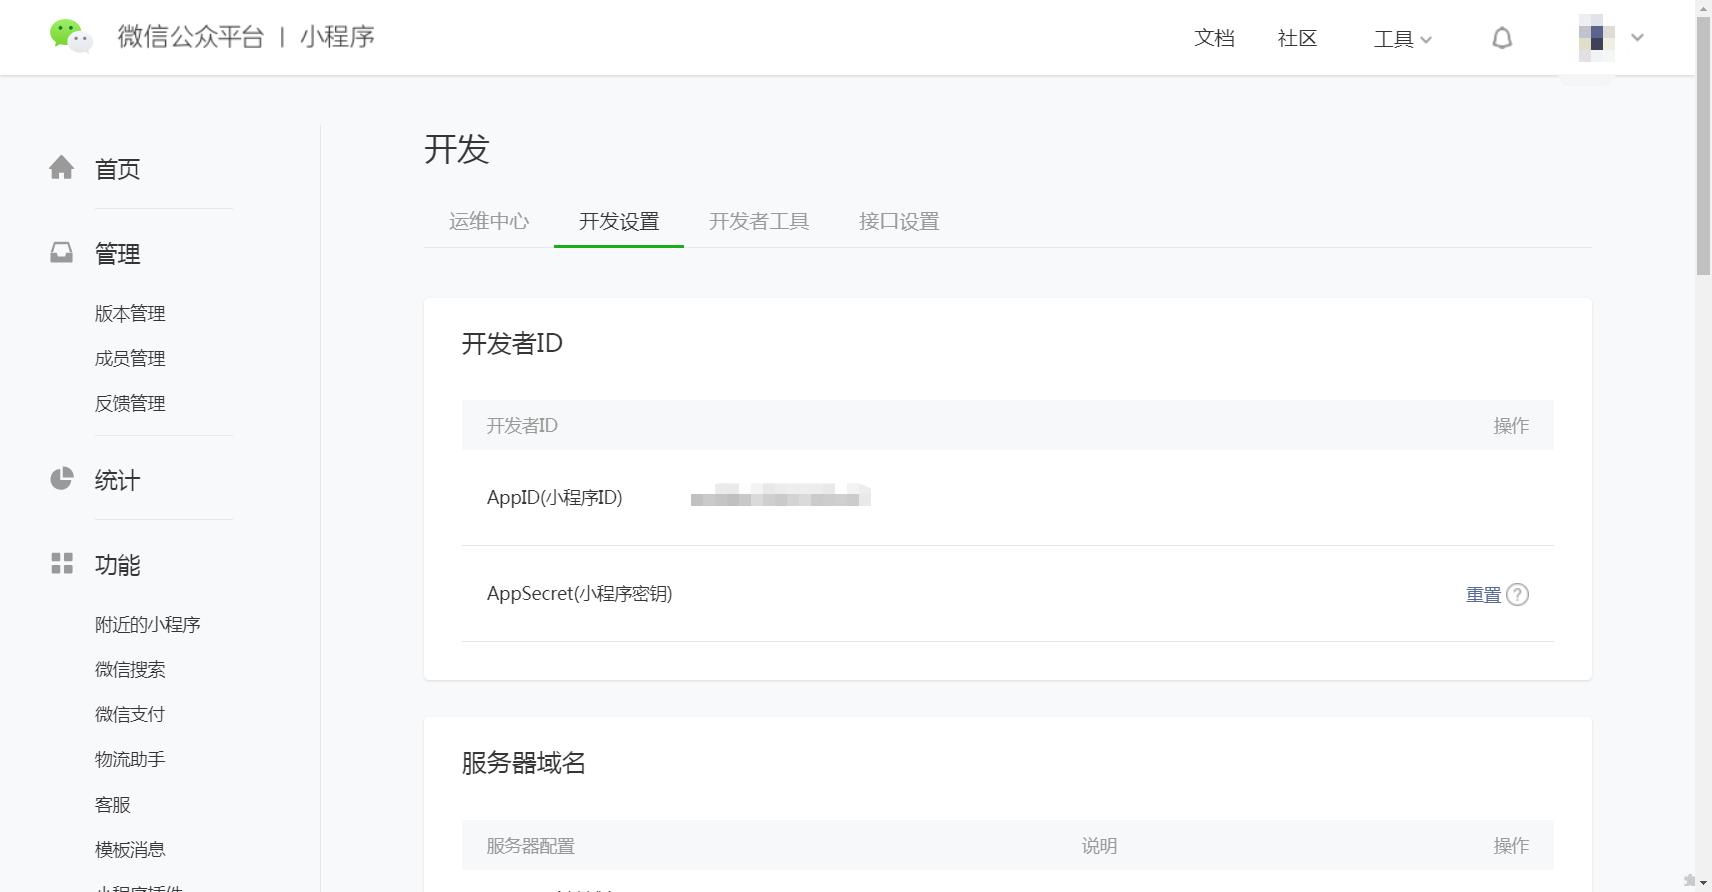 微信公众平台 | 小程序
文档
社区
工具
首页
管理
版本管理
成员管理
反馈管理
统计
功能
附近的小程序
微信搜索
微信支付
物流助手
客服
模板消息
小程序插件
开发
运维中心
开发设置
开发者工具
接口设置
开发者ID
开发者ID 操作
AppID(小程序ID)
AppSecret(小程序密钥) 重置 ?
服务器域名
服务器配置 说明 操作